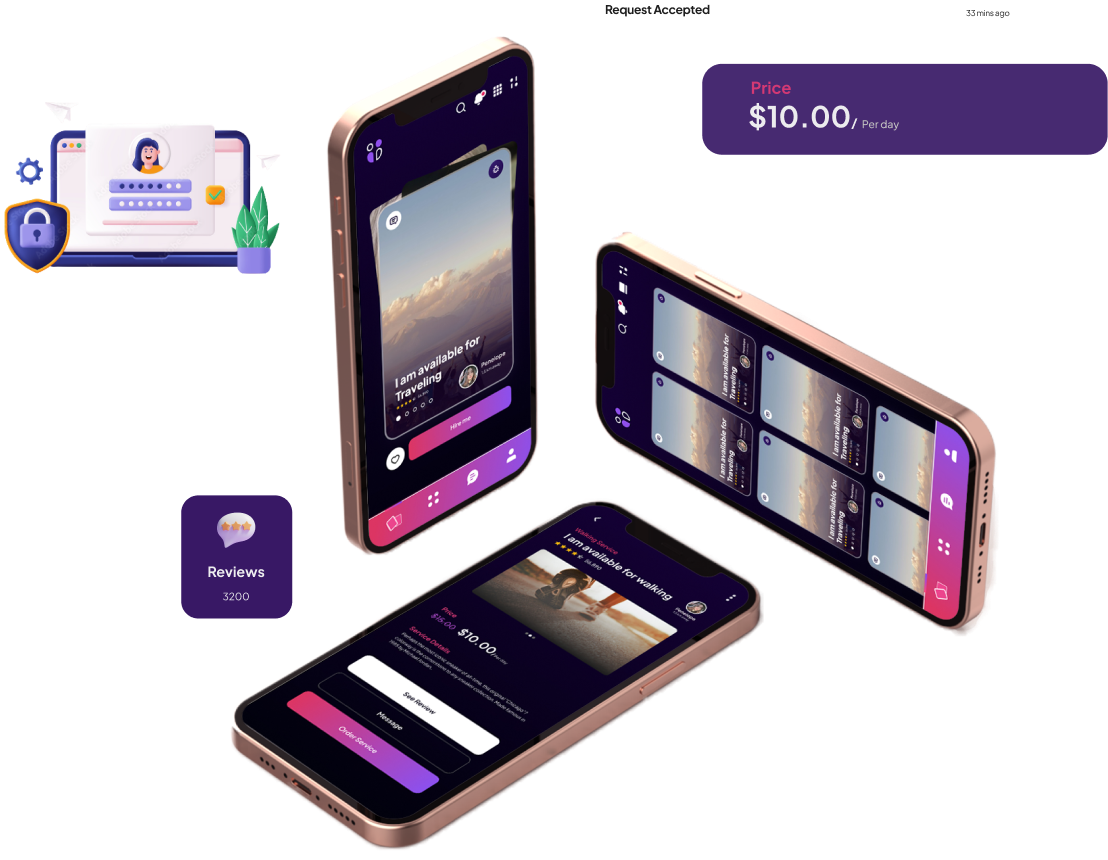 Request Accepted
33 mins ago
Price
$10.00/ Per day
I am available for
Traveling
Penelope
Hire me
I am available for
Traveling
I am available for
Traveling
I am available for
Traveling
I am available for
Traveling
Reviews
3200
Walking Service
I am available for walking
Penelope
Price
$15.00 $10.00/Per day
Service Details
See Review
Message
Order Service